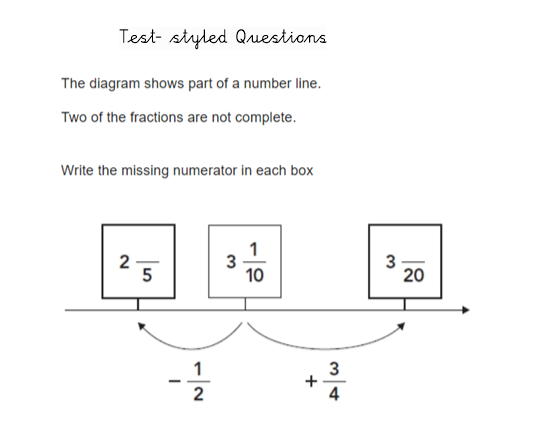 Test- styled Questions
The diagram shows part of a number line.
Two of the fractions are not complete.
Write the missing numerator in each box
2 _/5 3 1/10 3 _/20
- 1/2 + 3/4